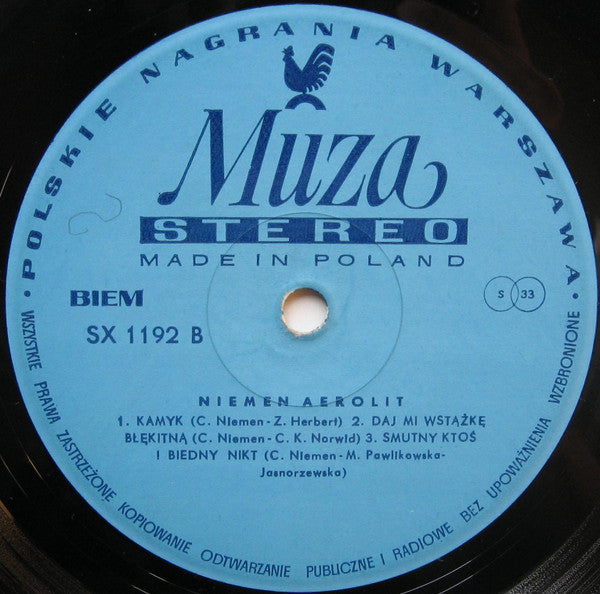 • POLSKIE NAGRANIA WARSZAWA •
Muza
STEREO
MADE IN POLAND
BIEM
S 33
SX 1192 B
NIEMEN AEROLIT
1. KAMYK (C. Niemen - Z. Herbert) 2. DAJ MI WSTĄŻKĘ
BŁĘKITNĄ (C. Niemen - C. K. Norwid) 3. SMUTNY KTOŚ
I BIEDNY NIKT (C. Niemen - M. Pawlikowska-
Jasnorzewska)
WSZYSTKIE PRAWA ZASTRZEŻONE KOPIOWANIE ODTWARZANIE PUBLICZNE I RADIOWE BEZ UPOWAŻNIENIA WZBRONIONE